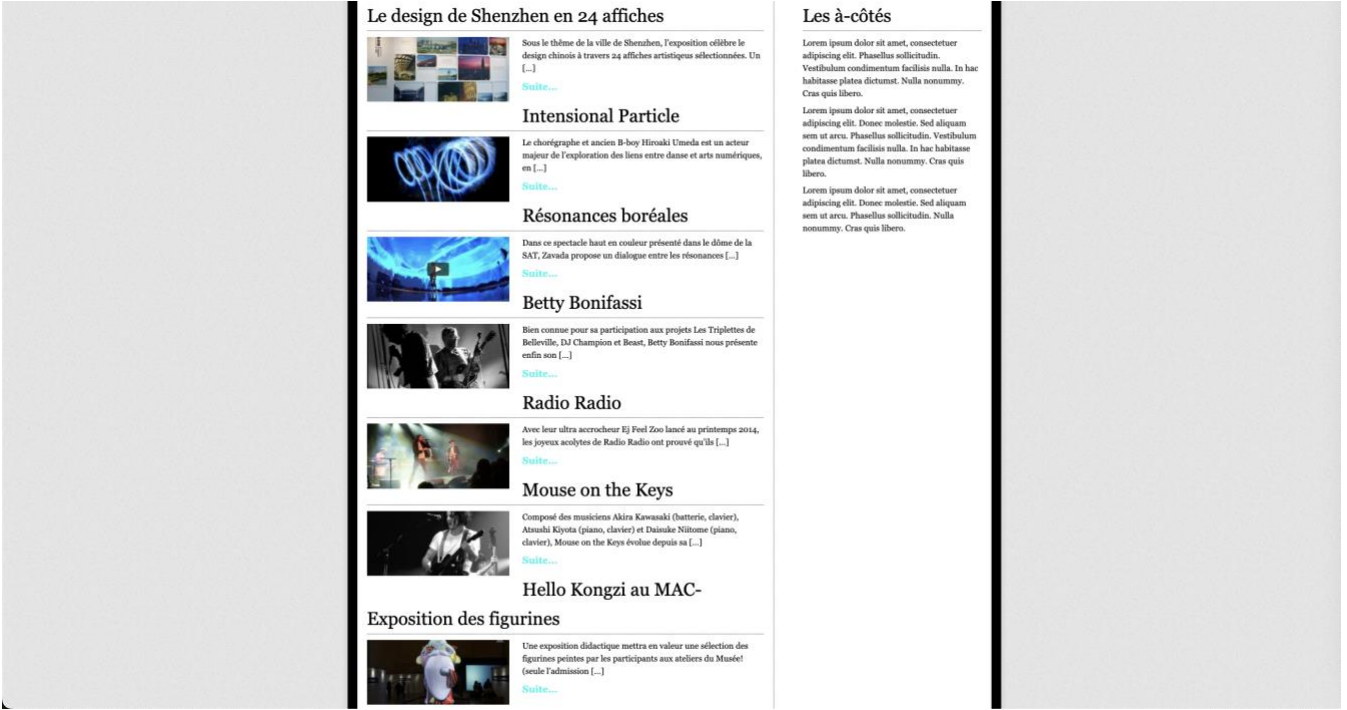 Le design de Shenzhen en 24 affiches
Sous le thème de la ville de Shenzhen, l'exposition célèbre le
design chinois à travers 24 affiches artistiqeus sélectionnées. Un
[...]
Suite...
Intensional Particle
Le chorégraphe et ancien B-boy Hiroaki Umeda est un acteur
majeur de l'exploration des liens entre danse et arts numériques,
en [...]
Suite...
Résonances boréales
Dans ce spectacle haut en couleur présenté dans le dôme de la
SAT, Zavada propose un dialogue entre les résonances [...]
Suite...
Betty Bonifassi
Bien connue pour sa participation aux projets Les Triplettes de
Belleville, DJ Champion et Beast, Betty Bonifassi nous présente
enfin son [...]
Suite...
Radio Radio
Avec leur ultra accrocheur Ej Feel Zoo lancé au printemps 2014,
les joyeux acolytes de Radio Radio ont prouvé qu'ils [...]
Suite...
Mouse on the Keys
Composé des musiciens Akira Kawasaki (batterie, clavier),
Atsushi Kiyota (piano, clavier) et Daisuke Niitome (piano,
clavier), Mouse on the Keys évolue depuis sa [...]
Suite...
Hello Kongzi au MAC-
Exposition des figurines
Une exposition didactique mettra en valeur une sélection des
figurines peintes par les participants aux ateliers du Musée!
(seule l'admission [...]
Suite...
Les à-côtés
Lorem ipsum dolor sit amet, consectetuer
adipiscing elit. Phasellus sollicitudin.
Vestibulum condimentum facilisis nulla. In hac
habitasse platea dictumst. Nulla nonummy.
Cras quis libero.
Lorem ipsum dolor sit amet, consectetuer
adipiscing elit. Donec molestie. Sed aliquam
sem ut arcu. Phasellus sollicitudin. Vestibulum
condimentum facilisis nulla. In hac habitasse
platea dictumst. Nulla nonummy. Cras quis
libero.
Lorem ipsum dolor sit amet, consectetuer
adipiscing elit. Donec molestie. Sed aliquam
sem ut arcu. Phasellus sollicitudin. Nulla
nonummy. Cras quis libero.